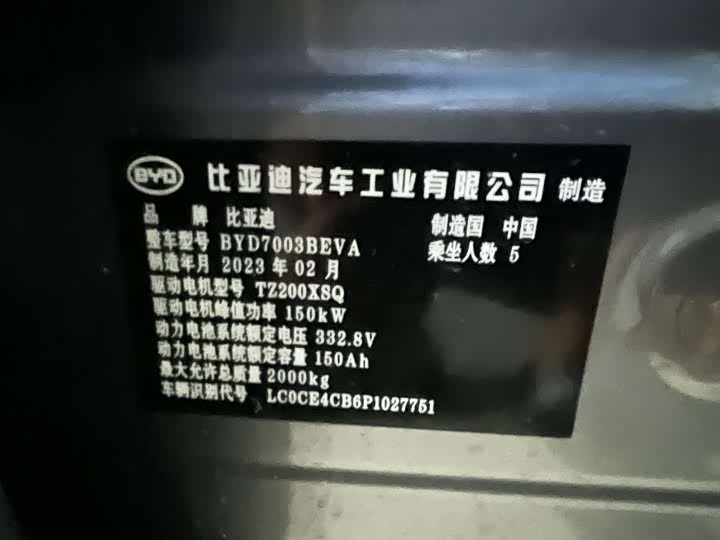 BYD 比亚迪汽车工业有限公司 制造
品 牌 比亚迪 制造国 中国
整车型号 BYD7003BEVA 乘坐人数 5
制造年月 2023 年 02 月
驱动电机型号 TZ200XSQ
驱动电机峰值功率 150kW
动力电池系统额定电压 332.8V
动力电池系统额定容量 150Ah
最大允许总质量 2000kg
车辆识别代号 LC0CE4CB6P1027751